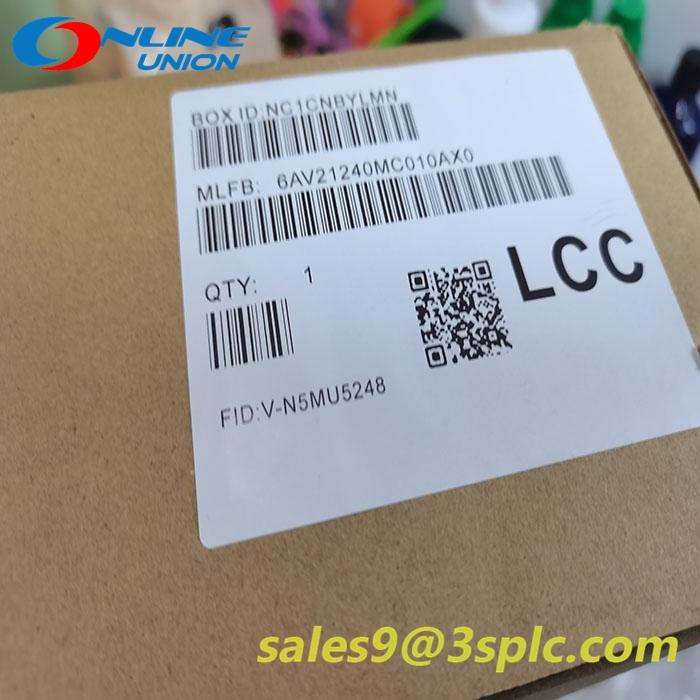 ONLINE
UNION
BOX ID:NC1CNBYLMN
MLFB: 6AV21240MC010AX0
QTY: 1
LCC
FID:V-N5MU5248
sales9@3splc.com